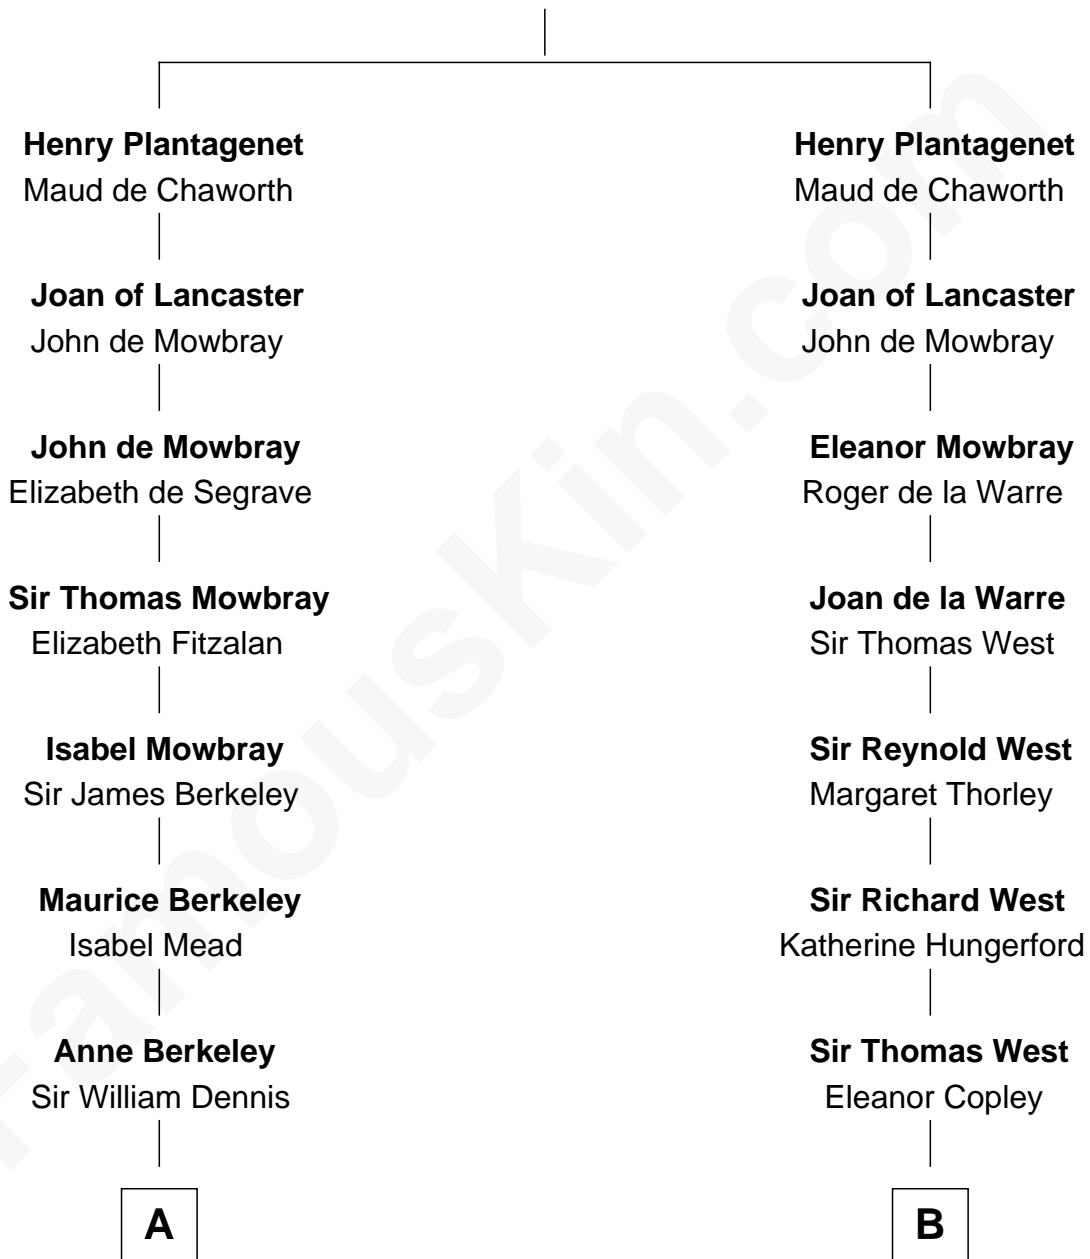 Henry Plantagenet
Maud de Chaworth
Joan of Lancaster
John de Mowbray
John de Mowbray
Elizabeth de Segrave
Sir Thomas Mowbray
Elizabeth Fitzalan
Isabel Mowbray
Sir James Berkeley
Maurice Berkeley
Isabel Mead
Anne Berkeley
Sir William Dennis
A
Henry Plantagenet
Maud de Chaworth
Joan of Lancaster
John de Mowbray
Eleanor Mowbray
Roger de la Warre
Joan de la Warre
Sir Thomas West
Sir Reynold West
Margaret Thorley
Sir Richard West
Katherine Hungerford
Sir Thomas West
Eleanor Copley
B
FamousKin.com